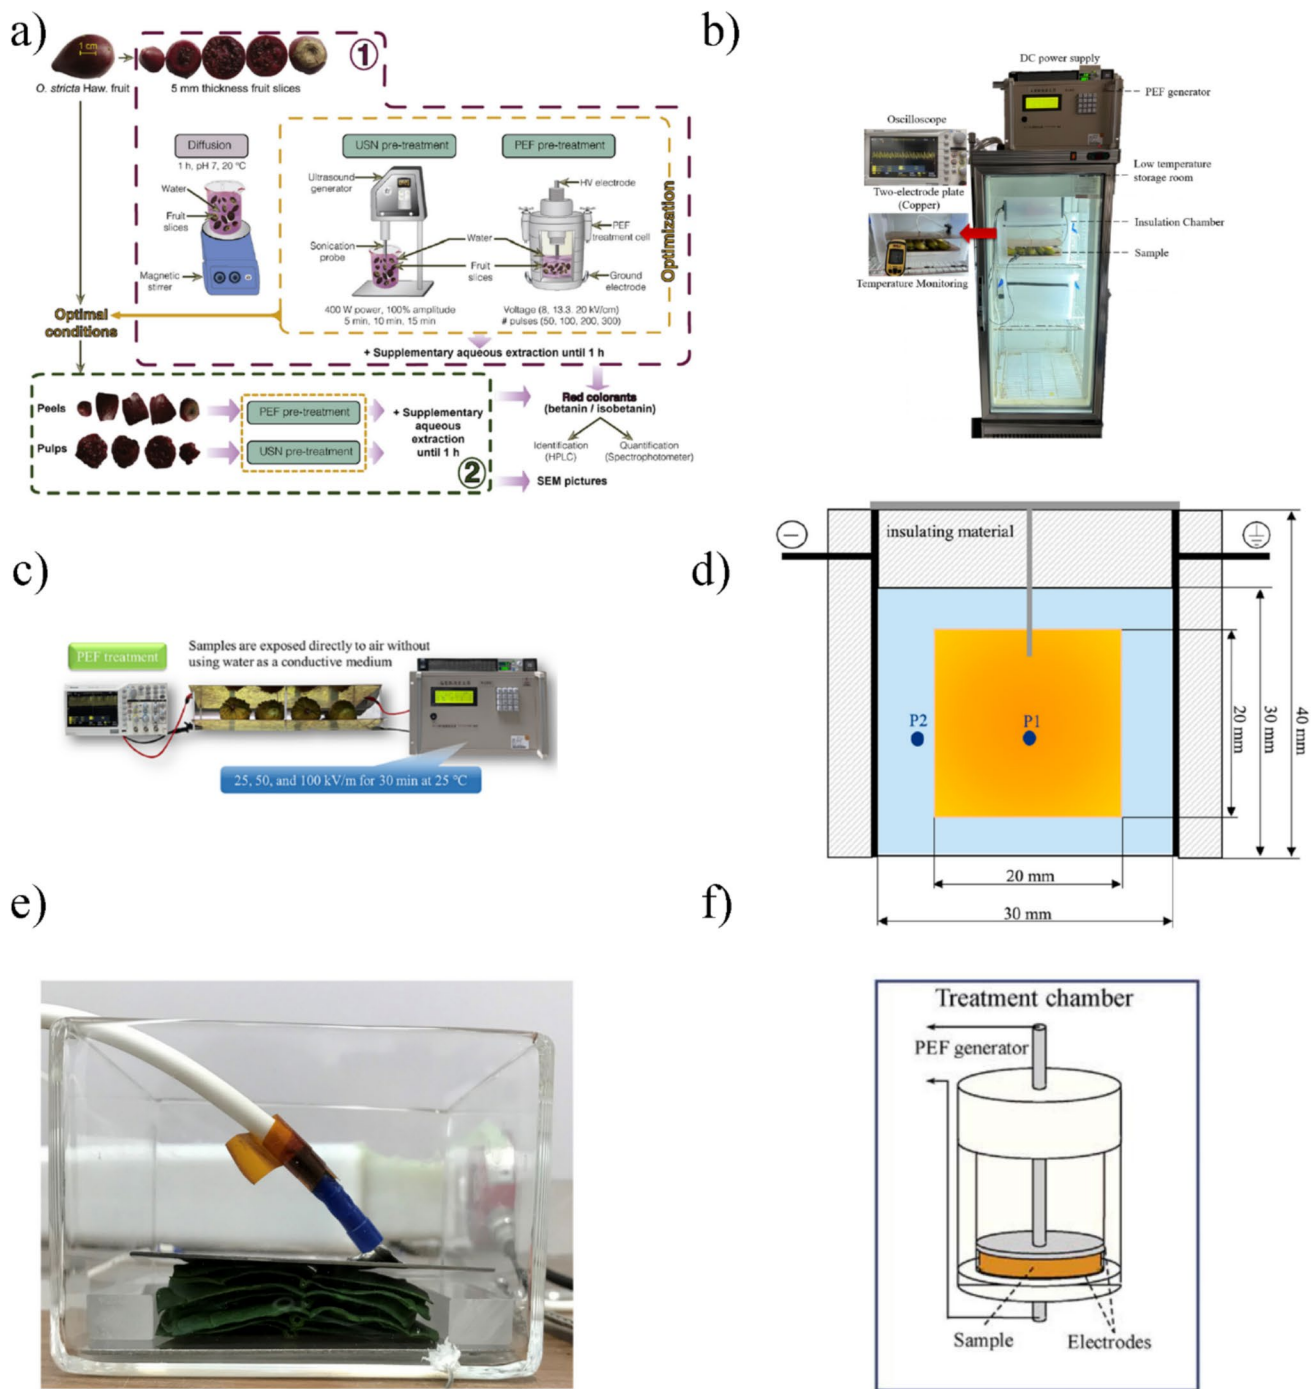 a)
1 cm
O. stricta Haw. fruit
5 mm thickness fruit slices
①
Diffusion
1 h, pH 7, 20 °C
Water
Fruit
slices
Magnetic
stirrer
USN pre-treatment
Ultrasound
generator
Sonication
probe
400 W power, 100% amplitude
5 min, 10 min, 15 min
PEF pre-treatment
HV electrode
PEF
treatment cell
Water
Fruit
slices
Ground
electrode
Voltage (8, 13.3. 20 kV/cm)
# pulses (50, 100, 200, 300)
Optimization
Optimal
conditions
+ Supplementary aqueous extraction until 1 h
Peels
Pulps
PEF pre-treatment
USN pre-treatment
+ Supplementary
aqueous
extraction
until 1 h
②
Red colorants
(betanin / isobetanin)
Identification
(HPLC)
Quantification
(Spectrophotometer)
SEM pictures
b)
DC power supply
PEF generator
Oscilloscope
Low temperature
storage room
Two-electrode plate
(Copper)
Insulation Chamber
Sample
Temperature Monitoring
c)
PEF treatment
Samples are exposed directly to air without
using water as a conductive medium
25, 50, and 100 kV/m for 30 min at 25 °C
d)
insulating material
P2
P1
20 mm
30 mm
40 mm
20 mm
30 mm
e)
f)
Treatment chamber
PEF generator
Sample
Electrodes